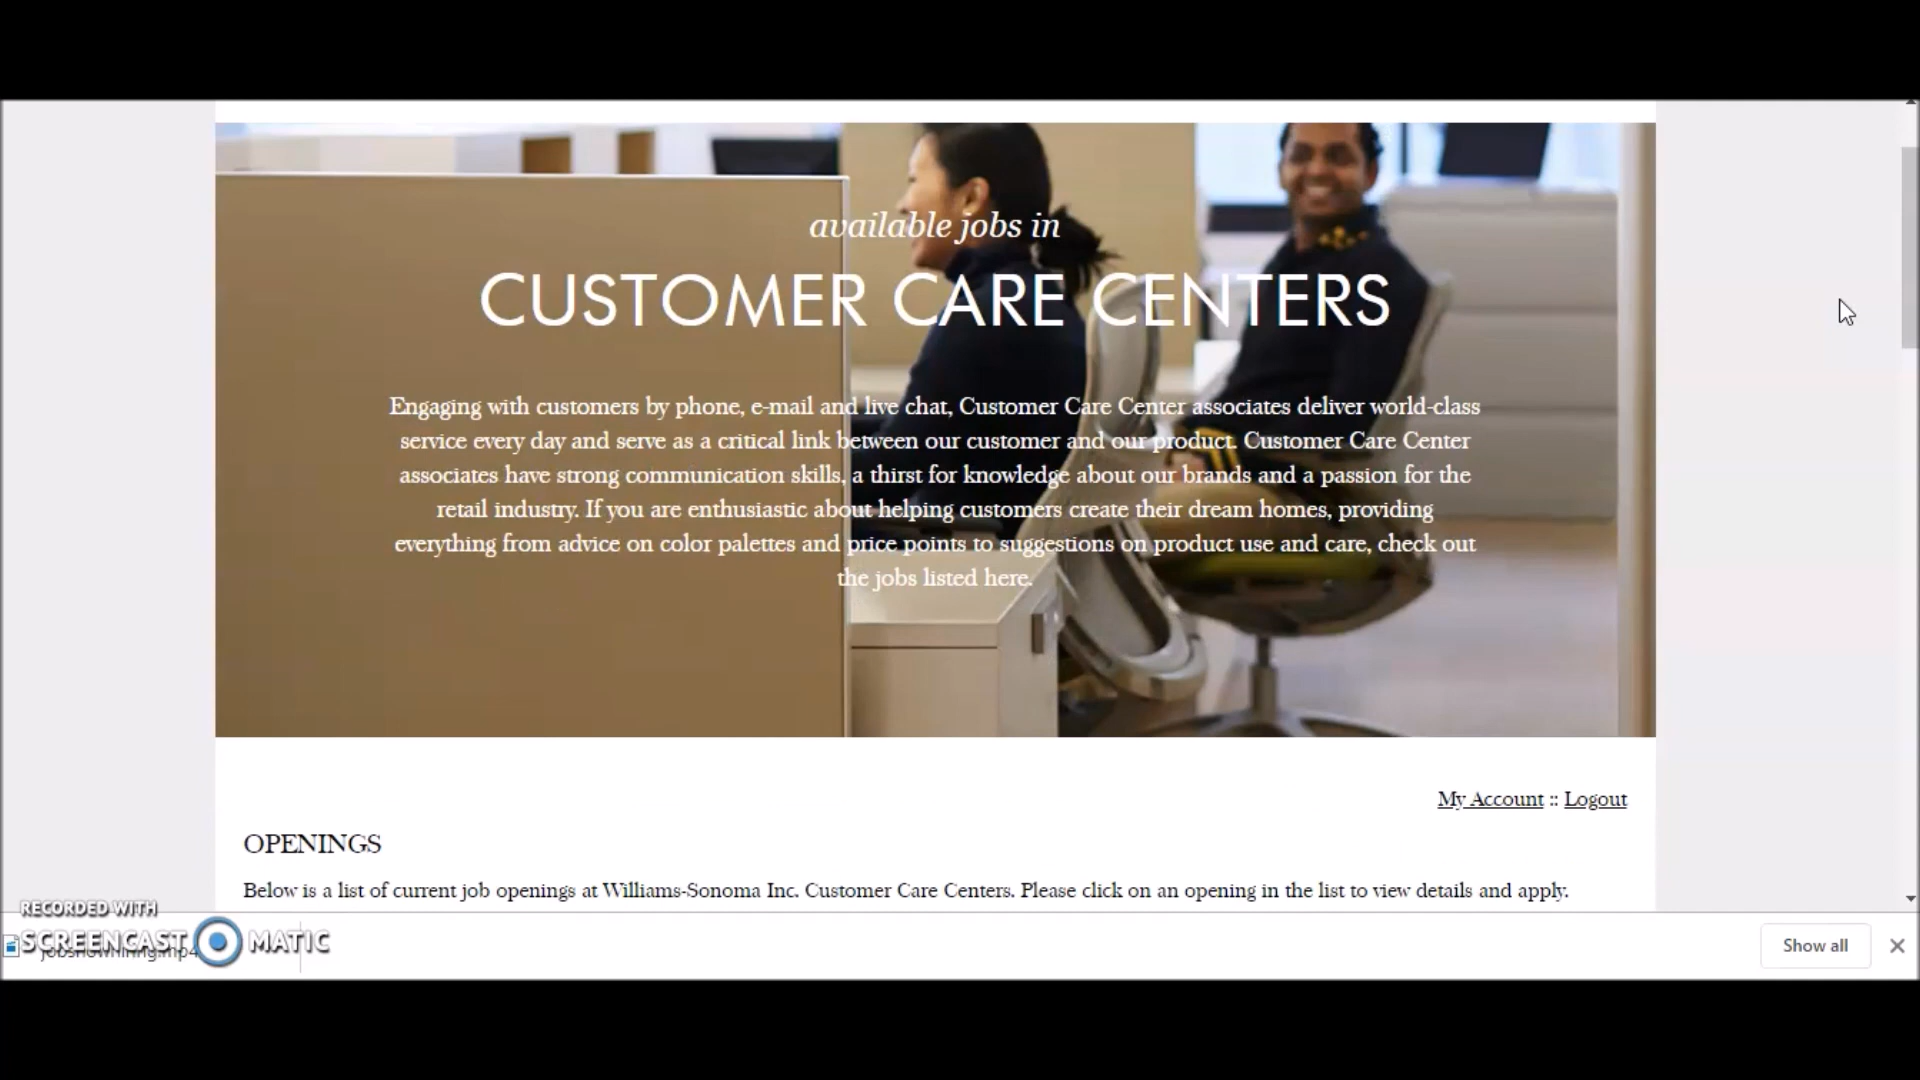 available jobs in
CUSTOMER CARE CENTERS
Engaging with customers by phone, e-mail and live chat, Customer Care Center associates deliver world-class
service every day and serve as a critical link between our customer and our product. Customer Care Center
associates have strong communication skills, a thirst for knowledge about our brands and a passion for the
retail industry. If you are enthusiastic about helping customers create their dream homes, providing
everything from advice on color palettes and price points to suggestions on product use and care, check out
the jobs listed here.
My Account :: Logout
OPENINGS
Below is a list of current job openings at Williams-Sonoma Inc. Customer Care Centers. Please click on an opening in the list to view details and apply.
RECORDED WITH
SCREENCAST MATIC
jobsnowhiring.mp4
Show all